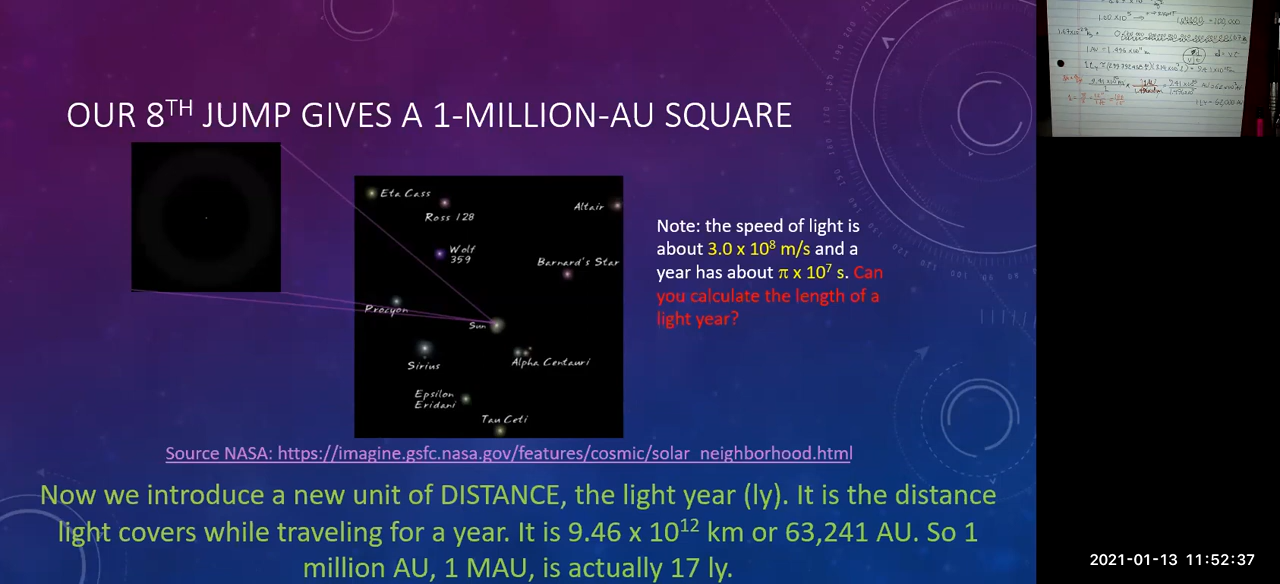 OUR 8TH JUMP GIVES A 1-MILLION-AU SQUARE
Eta Cass
Ross 128
Altair
Wolf
359
Barnard's Star
Procyon
Sun
Sirius
Alpha Centauri
Epsilon
Eridani
Tau Ceti
Note: the speed of light is
about 3.0 x 10⁸ m/s and a
year has about π x 10⁷ s. Can
you calculate the length of a
light year?
Source NASA: https://imagine.gsfc.nasa.gov/features/cosmic/solar_neighborhood.html
Now we introduce a new unit of DISTANCE, the light year (ly). It is the distance
light covers while traveling for a year. It is 9.46 x 10¹² km or 63,241 AU. So 1
million AU, 1 MAU, is actually 17 ly.
2021-01-13 11:52:37